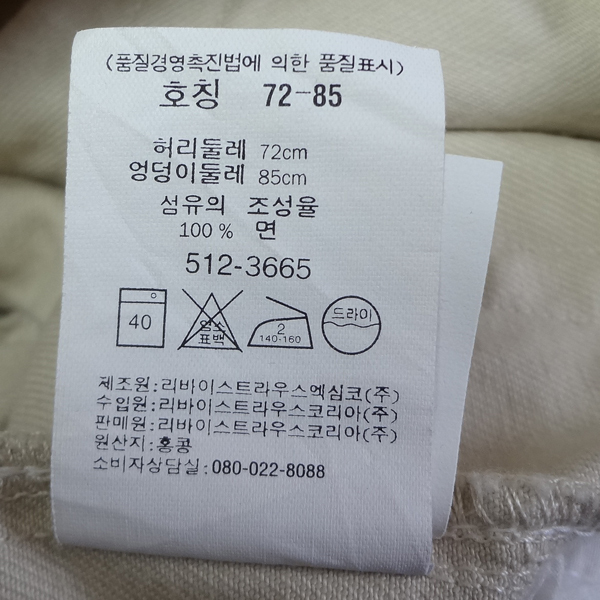 (품질경영촉진법에 의한 품질표시)
호칭 72-85
허리둘레 72cm
엉덩이둘레 85cm
섬유의 조성율
100% 면
512-3665
40
염소
표백
2
140-160
드라이
제조원:리바이스트라우스엑심코(주)
수입원:리바이스트라우스코리아(주)
판매원:리바이스트라우스코리아(주)
원산지:홍콩
소비자상담실:080-022-8088